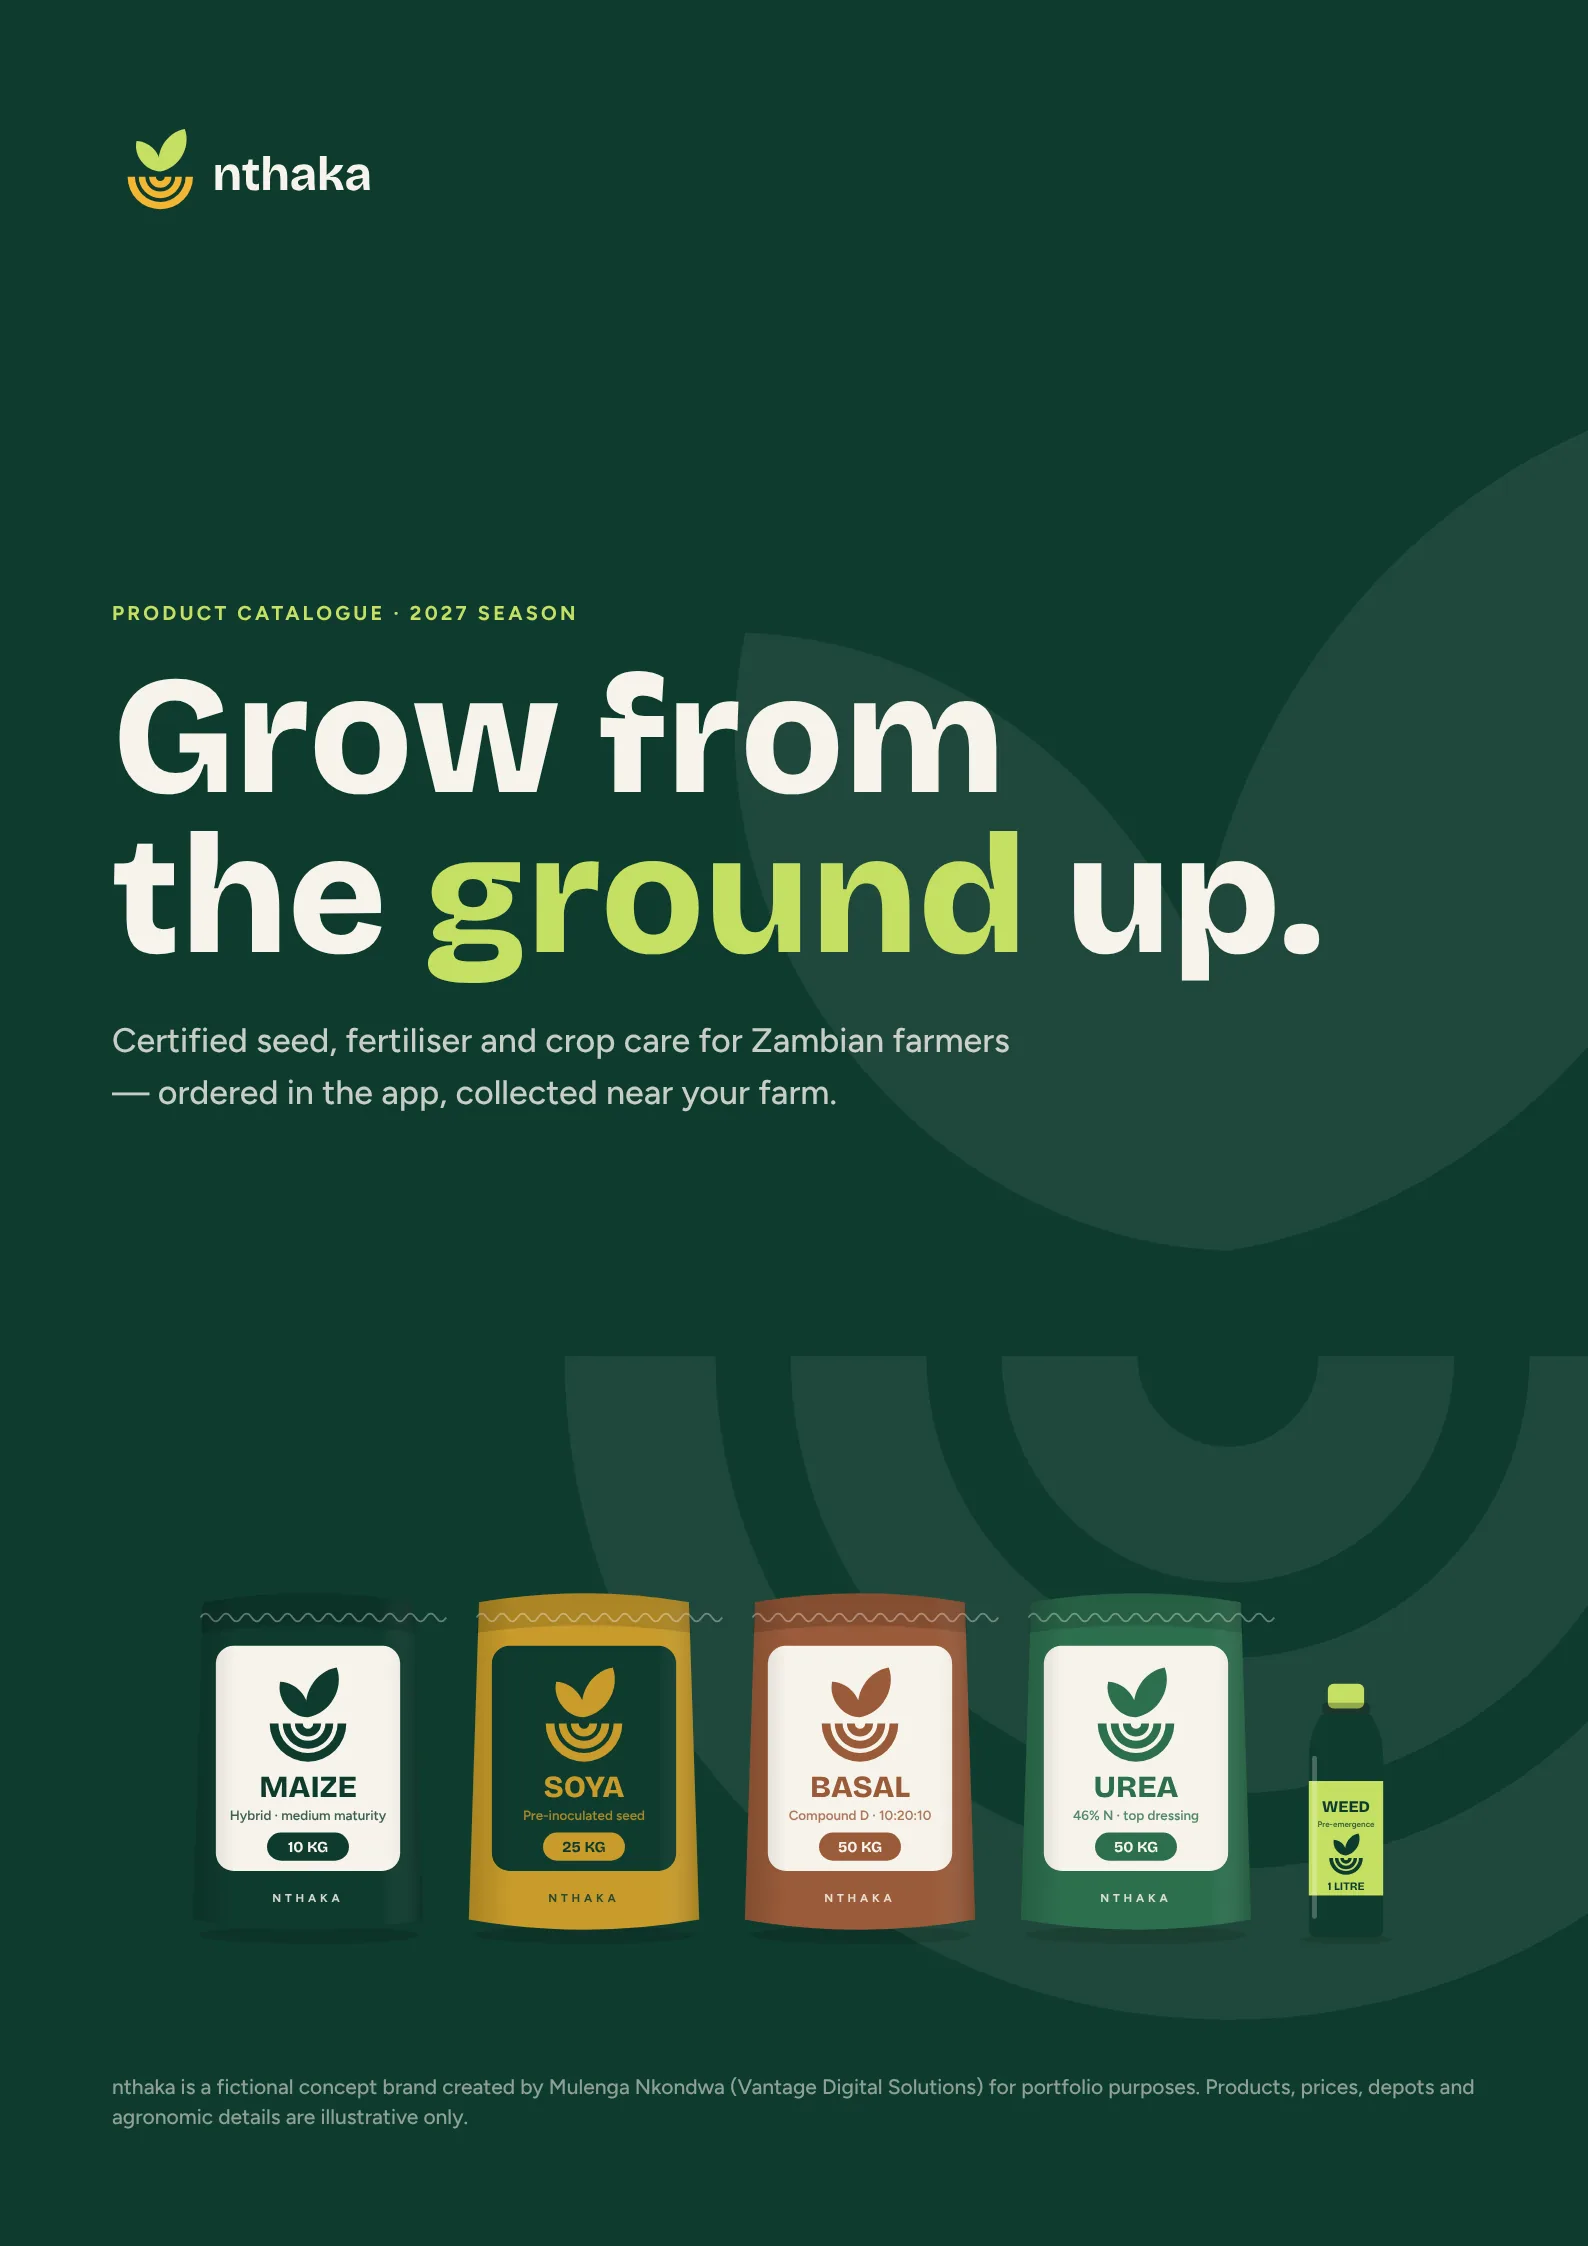 nthaka
PRODUCT CATALOGUE · 2027 SEASON
Grow from
the ground up.
Certified seed, fertiliser and crop care for Zambian farmers
— ordered in the app, collected near your farm.
MAIZE
Hybrid · medium maturity
10 KG
NTHAKA
SOYA
Pre-inoculated seed
25 KG
NTHAKA
BASAL
Compound D · 10:20:10
50 KG
NTHAKA
UREA
46% N · top dressing
50 KG
NTHAKA
WEED
Pre-emergence
1 LITRE
nthaka is a fictional concept brand created by Mulenga Nkondwa (Vantage Digital Solutions) for portfolio purposes. Products, prices, depots and
agronomic details are illustrative only.